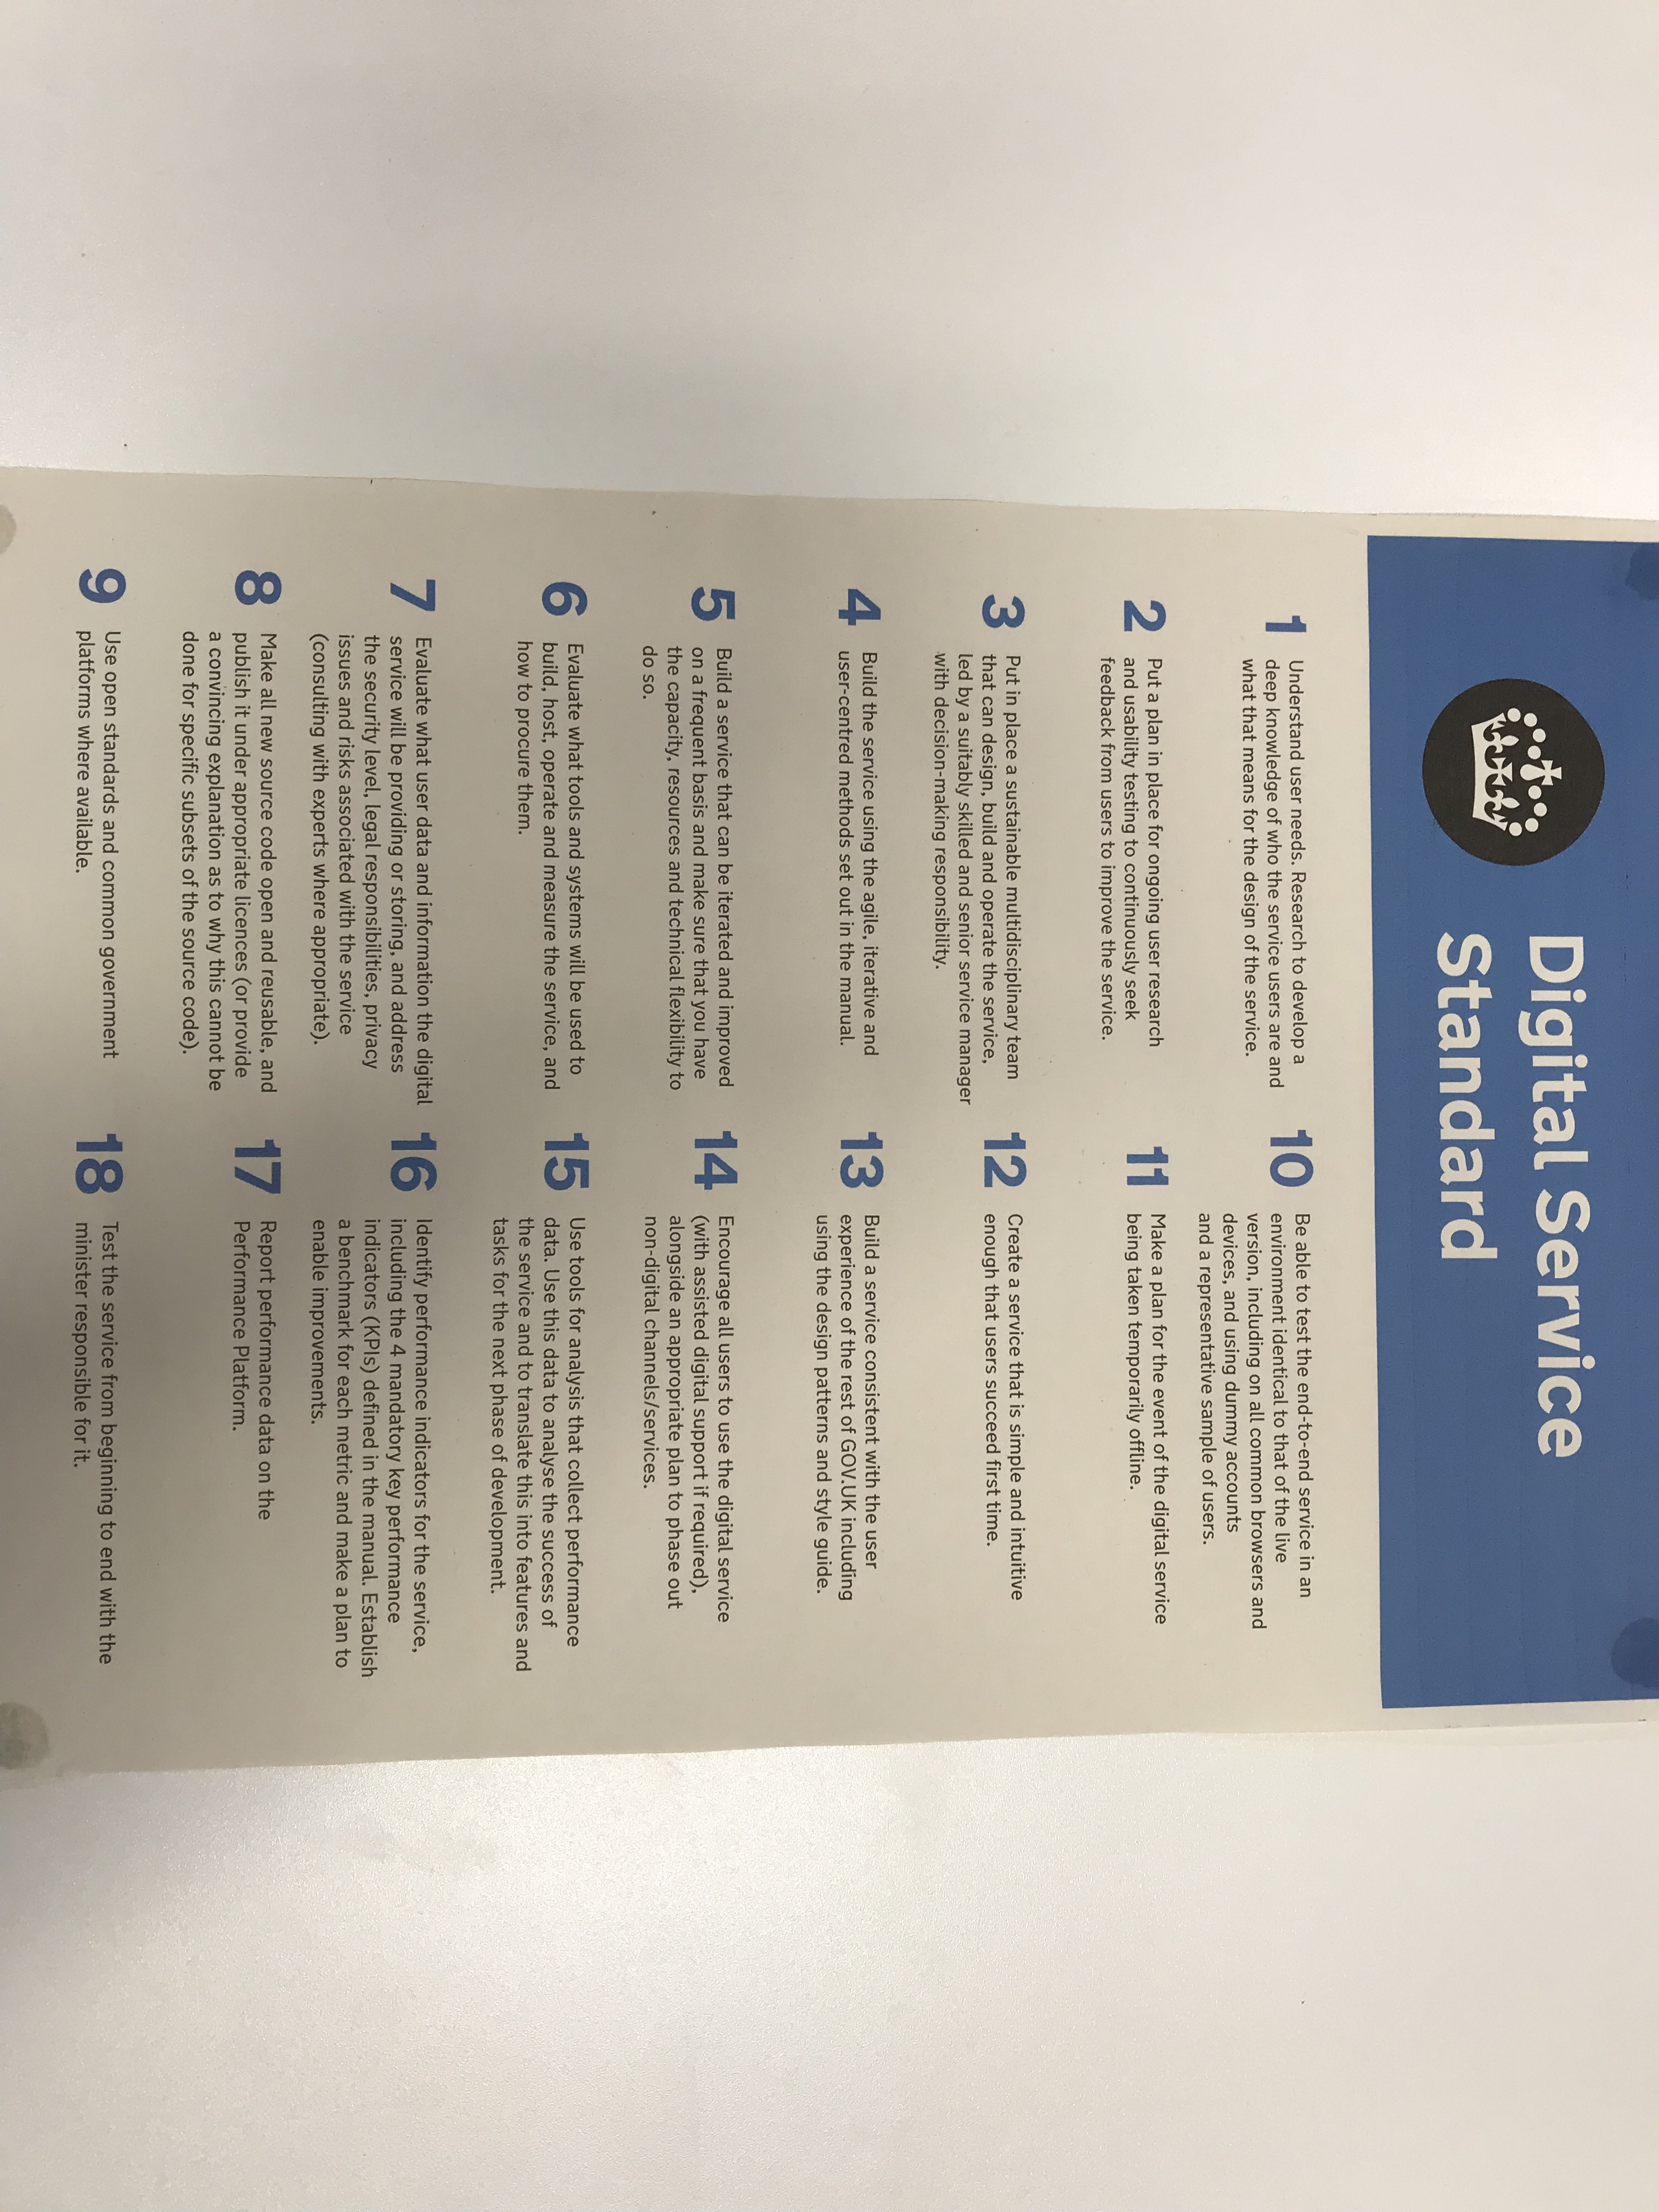 Digital Service
Standard
1
Understand user needs. Research to develop a
deep knowledge of who the service users are and
what that means for the design of the service.
2
Put a plan in place for ongoing user research
and usability testing to continuously seek
feedback from users to improve the service.
3
Put in place a sustainable multidisciplinary team
that can design, build and operate the service,
led by a suitably skilled and senior service manager
with decision-making responsibility.
4
Build the service using the agile, iterative and
user-centred methods set out in the manual.
5
Build a service that can be iterated and improved
on a frequent basis and make sure that you have
the capacity, resources and technical flexibility to
do so.
6
Evaluate what tools and systems will be used to
build, host, operate and measure the service, and
how to procure them.
7
Evaluate what user data and information the digital
service will be providing or storing, and address
the security level, legal responsibilities, privacy
issues and risks associated with the service
(consulting with experts where appropriate).
8
Make all new source code open and reusable, and
publish it under appropriate licences (or provide
a convincing explanation as to why this cannot be
done for specific subsets of the source code).
9
Use open standards and common government
platforms where available.
10
Be able to test the end-to-end service in an
environment identical to that of the live
version, including on all common browsers and
devices, and using dummy accounts
and a representative sample of users.
11
Make a plan for the event of the digital service
being taken temporarily offline.
12
Create a service that is simple and intuitive
enough that users succeed first time.
13
Build a service consistent with the user
experience of the rest of GOV.UK including
using the design patterns and style guide.
14
Encourage all users to use the digital service
(with assisted digital support if required),
alongside an appropriate plan to phase out
non-digital channels/services.
15
Use tools for analysis that collect performance
data. Use this data to analyse the success of
the service and to translate this into features and
tasks for the next phase of development.
16
Identify performance indicators for the service,
including the 4 mandatory key performance
indicators (KPIs) defined in the manual. Establish
a benchmark for each metric and make a plan to
enable improvements.
17
Report performance data on the
Performance Platform.
18
Test the service from beginning to end with the
minister responsible for it.